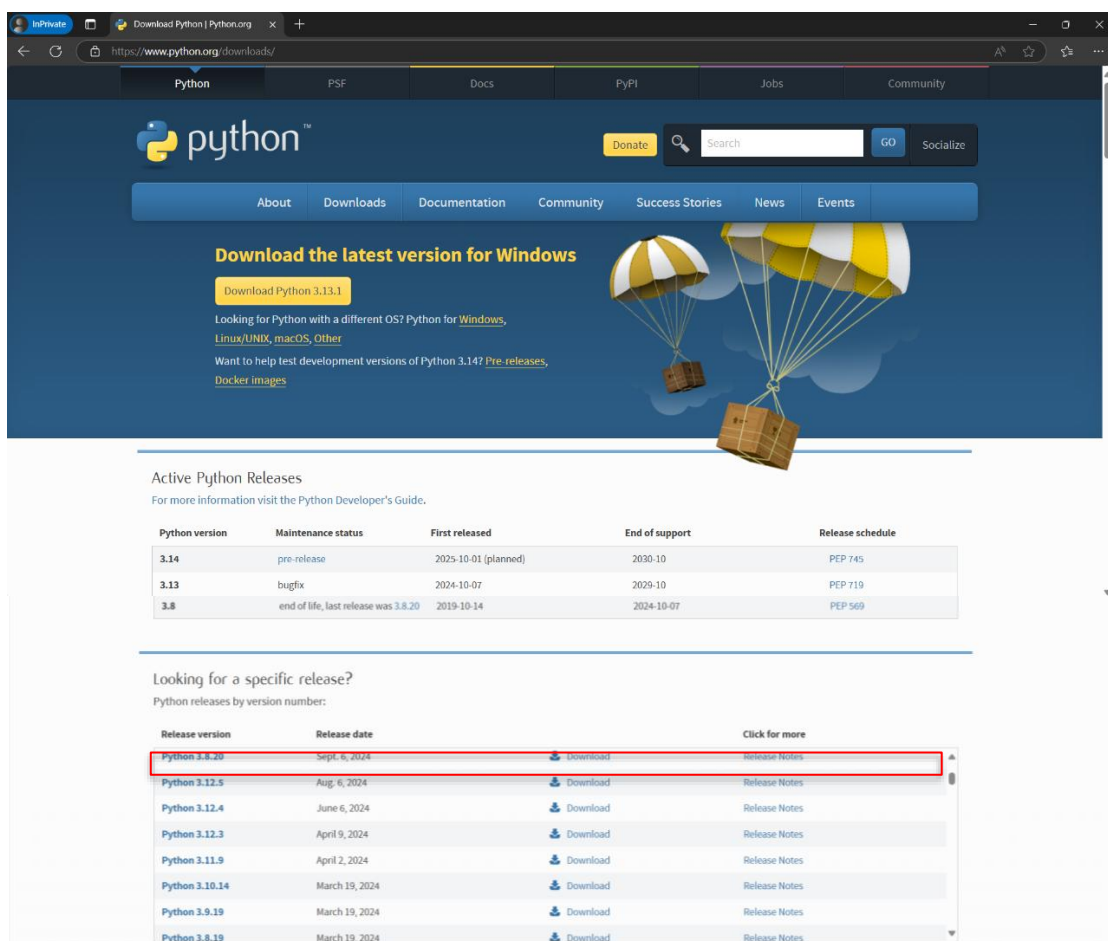 InPrivate
Download Python | Python.org
https://www.python.org/downloads/
Python PSF Docs PyPI Jobs Community
python™
Donate Search GO Socialize
About Downloads Documentation Community Success Stories News Events
Download the latest version for Windows
Download Python 3.13.1
Looking for Python with a different OS? Python for Windows,
Linux/UNIX, macOS, Other
Want to help test development versions of Python 3.14? Pre-releases,
Docker images
Active Python Releases
For more information visit the Python Developer's Guide.
Python version Maintenance status First released End of support Release schedule
3.14 pre-release 2025-10-01 (planned) 2030-10 PEP 745
3.13 bugfix 2024-10-07 2029-10 PEP 719
3.8 end of life, last release was 3.8.20 2019-10-14 2024-10-07 PEP 569
Looking for a specific release?
Python releases by version number:
Release version Release date Click for more
Python 3.8.20 Sept. 6, 2024 Download Release Notes
Python 3.12.5 Aug. 6, 2024 Download Release Notes
Python 3.12.4 June 6, 2024 Download Release Notes
Python 3.12.3 April 9, 2024 Download Release Notes
Python 3.11.9 April 2, 2024 Download Release Notes
Python 3.10.14 March 19, 2024 Download Release Notes
Python 3.9.19 March 19, 2024 Download Release Notes
Python 3.8.19 March 19, 2024 Download Release Notes